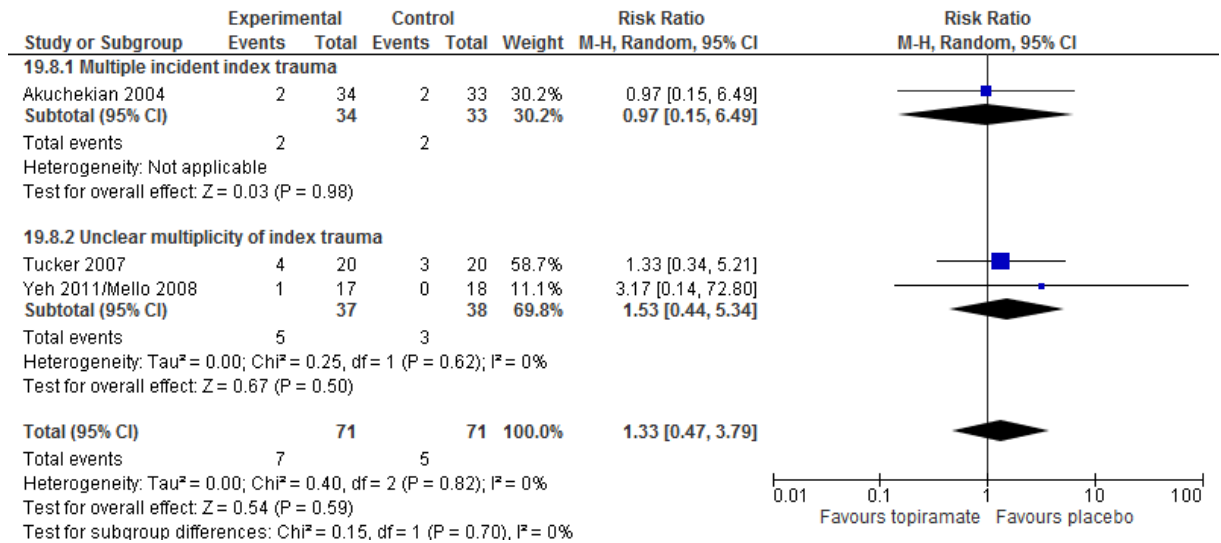 Experimental Control Risk Ratio Risk Ratio
Study or Subgroup Events Total Events Total Weight M-H, Random, 95% CI M-H, Random, 95% CI
19.8.1 Multiple incident index trauma
Akuchekian 2004 2 34 2 33 30.2% 0.97 [0.15, 6.49]
Subtotal (95% CI) 34 33 30.2% 0.97 [0.15, 6.49]
Total events 2 2
Heterogeneity: Not applicable
Test for overall effect: Z = 0.03 (P = 0.98)
19.8.2 Unclear multiplicity of index trauma
Tucker 2007 4 20 3 20 58.7% 1.33 [0.34, 5.21]
Yeh 2011/Mello 2008 1 17 0 18 11.1% 3.17 [0.14, 72.80]
Subtotal (95% CI) 37 38 69.8% 1.53 [0.44, 5.34]
Total events 5 3
Heterogeneity: Tau² = 0.00; Chi² = 0.25, df = 1 (P = 0.62); I² = 0%
Test for overall effect: Z = 0.67 (P = 0.50)
Total (95% CI) 71 71 100.0% 1.33 [0.47, 3.79]
Total events 7 5
Heterogeneity: Tau² = 0.00; Chi² = 0.40, df = 2 (P = 0.82); I² = 0%
Test for overall effect: Z = 0.54 (P = 0.59)
Test for subgroup differences: Chi² = 0.15, df = 1 (P = 0.70), I² = 0%
0.01 0.1 1 10 100
Favours topiramate Favours placebo